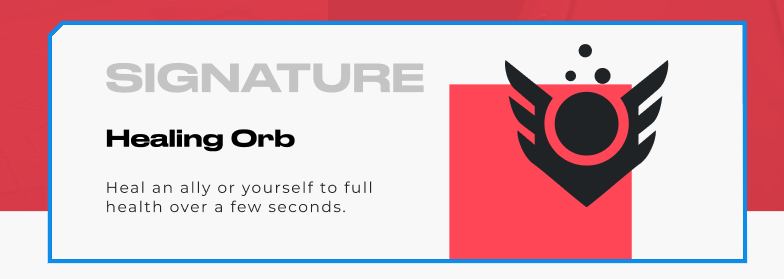 SIGNATURE
Healing Orb
Heal an ally or yourself to full
health over a few seconds.